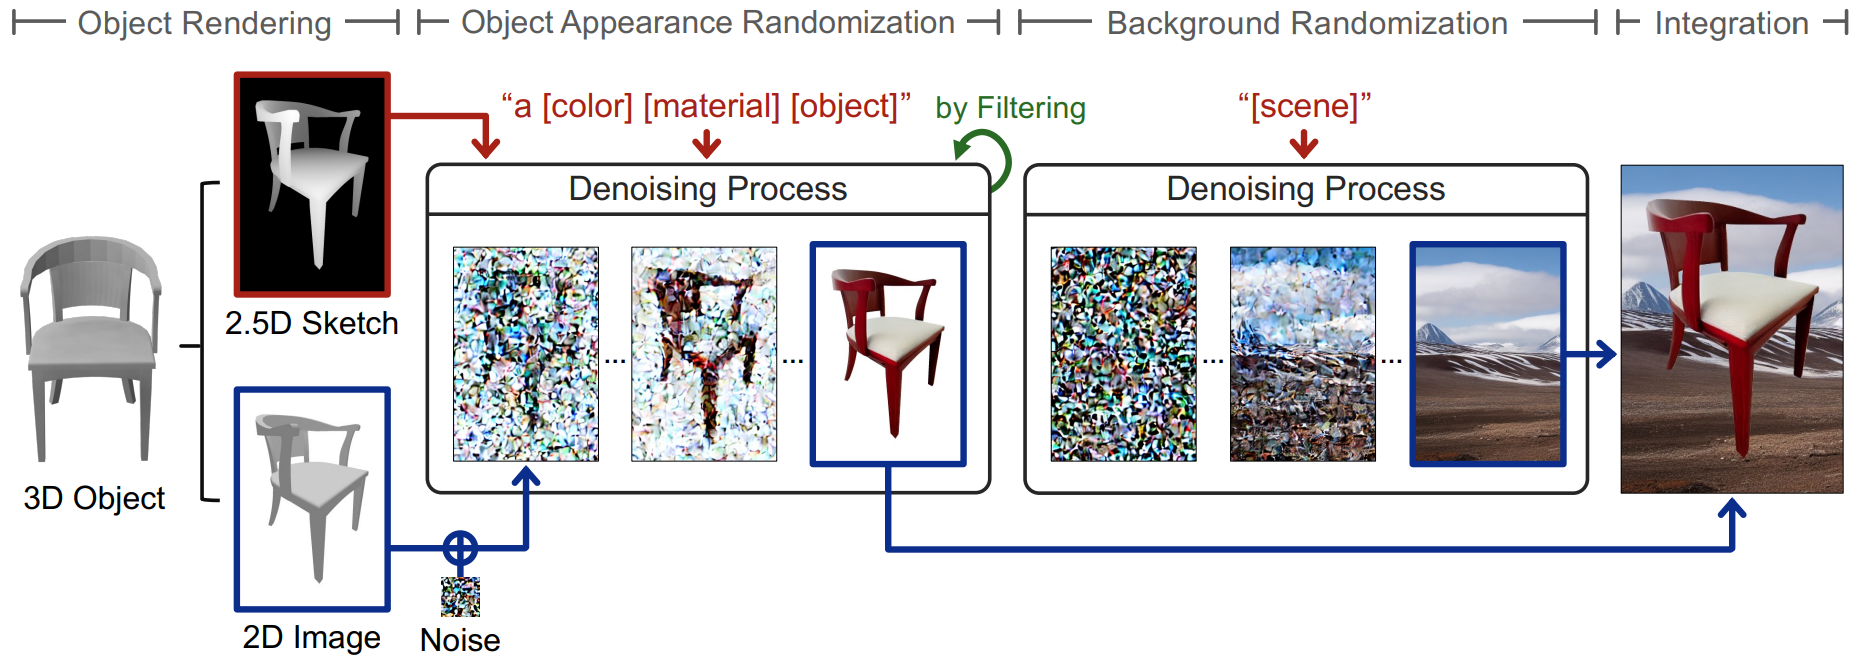 Object Rendering
Object Appearance Randomization
Background Randomization
Integration
“a [color] [material] [object]”
by Filtering
“[scene]”
Denoising Process
Denoising Process
2.5D Sketch
...
...
...
...
3D Object
2D Image
Noise